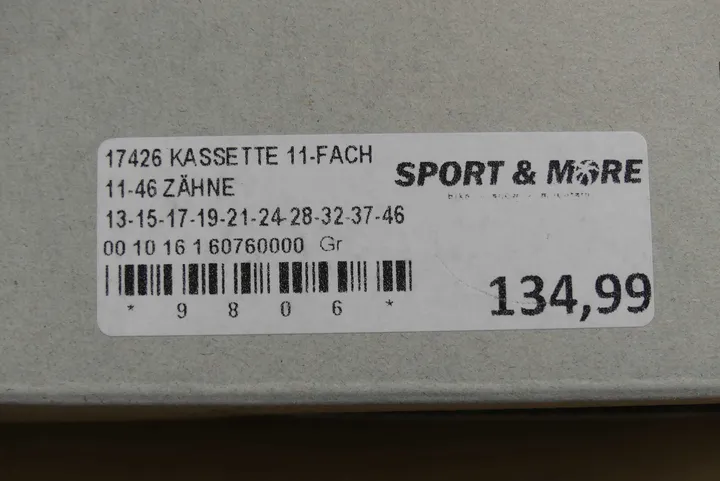 17426 KASSETTE 11-FACH
11-46 ZÄHNE
SPORT & MORE
13-15-17-19-21-24-28-32-37-46
00 10 16 1 60760000 Gr
* 9 8 0 6 *
134,99